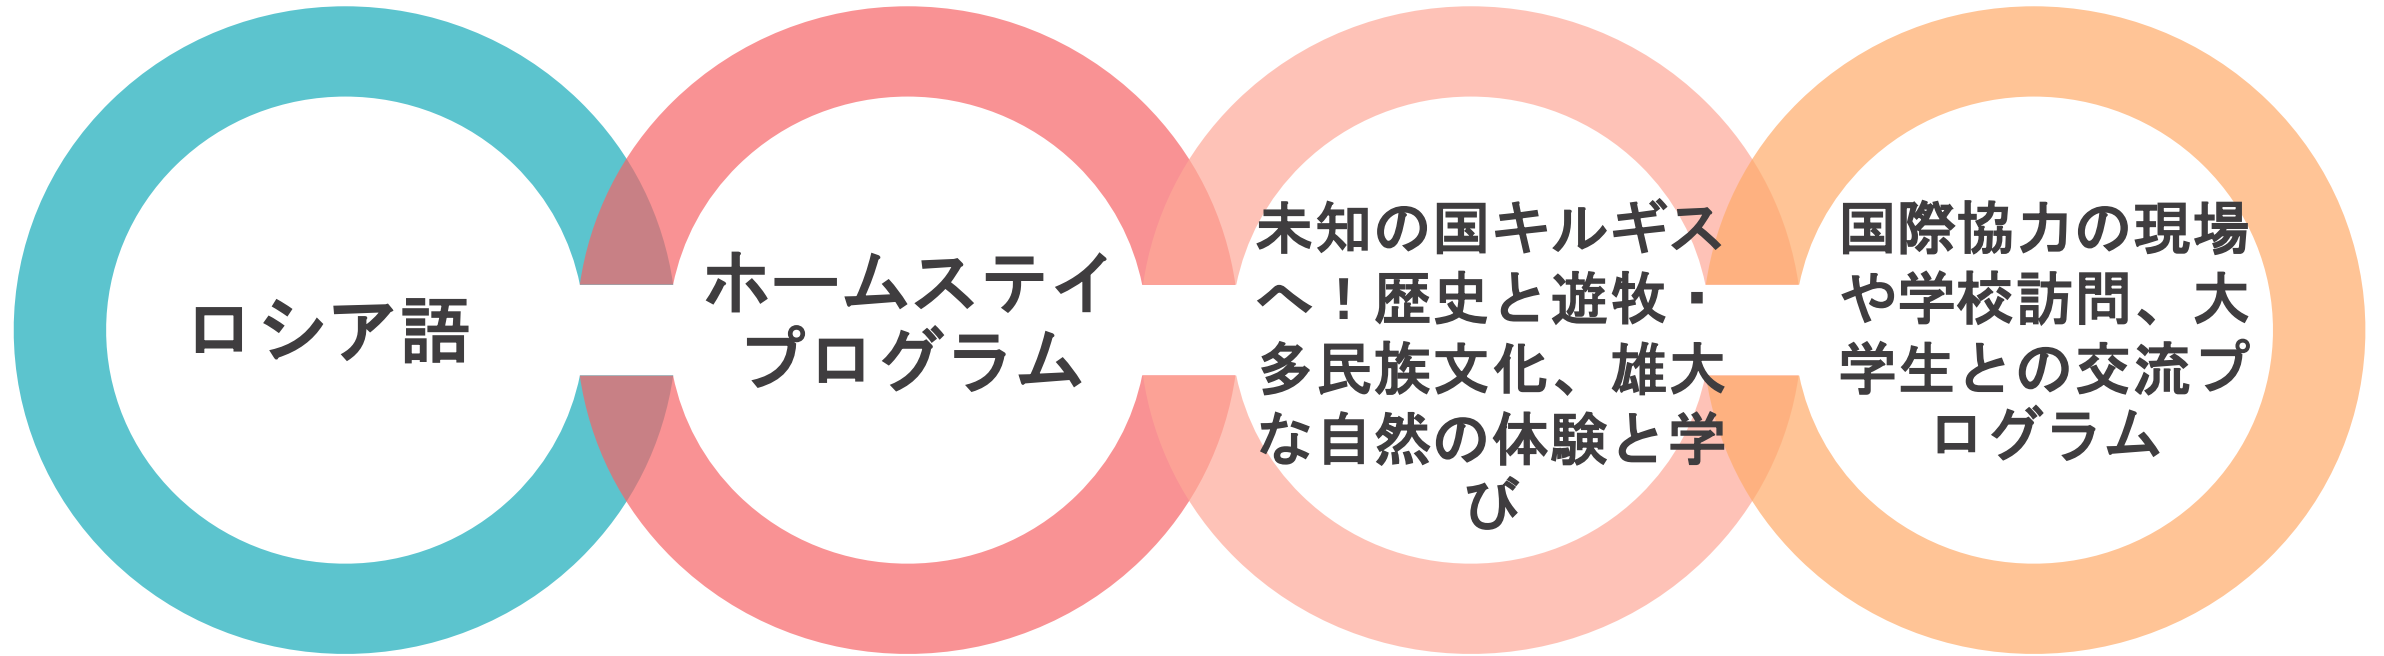 ロシア語
ホームステイ
プログラム
未知の国キルギス
へ！歴史と遊牧・
多民族文化、雄大
な自然の体験と学
び
国際協力の現場
や学校訪問、大
学生との交流プ
ログラム